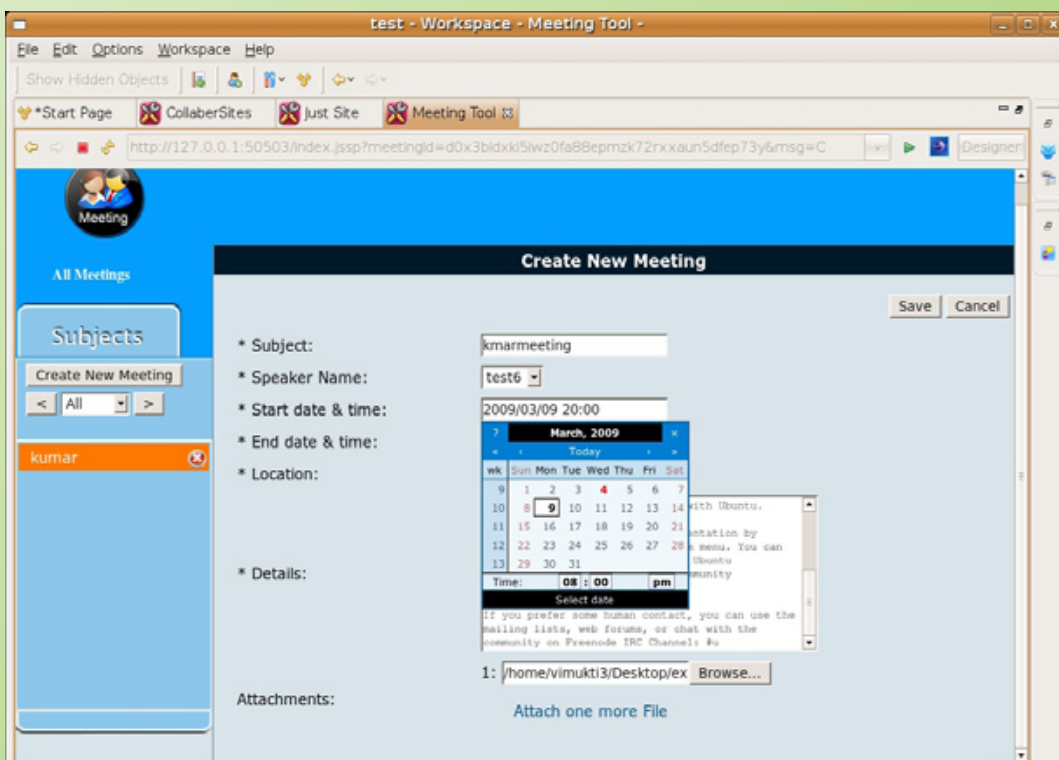 test - Workspace - Meeting Tool -
File Edit Options Workspace Help
Show Hidden Objects
*Start Page CollaberSites Just Site Meeting Tool
http://127.0.0.1:50503/index.jssp?meetingId=d0x3bidxki5iwz0fa88epmzk72rxxaun5dfep73y&msg=C Designer
Meeting
All Meetings
Create New Meeting
Save Cancel
Subjects
Create New Meeting
< All >
kumar
* Subject: kmarmeeting
* Speaker Name: test6
* Start date & time: 2009/03/09 20:00
* End date & time:
* Location:
* Details:
? March, 2009 ×
« ‹ Today › »
wk Sun Mon Tue Wed Thu Fri Sat
9 1 2 3 4 5 6 7
10 8 9 10 11 12 13 14
11 15 16 17 18 19 20 21
12 22 23 24 25 26 27 28
13 29 30 31
Time: 08 : 00 pm
Select date
with Ubuntu.
ntation by
menu. You can
Ubuntu
munity
If you prefer some human contact, you can use the
mailing lists, web forums, or chat with the
community on Freenode IRC Channel: #u
1: /home/vimukti3/Desktop/ex Browse...
Attachments:
Attach one more File